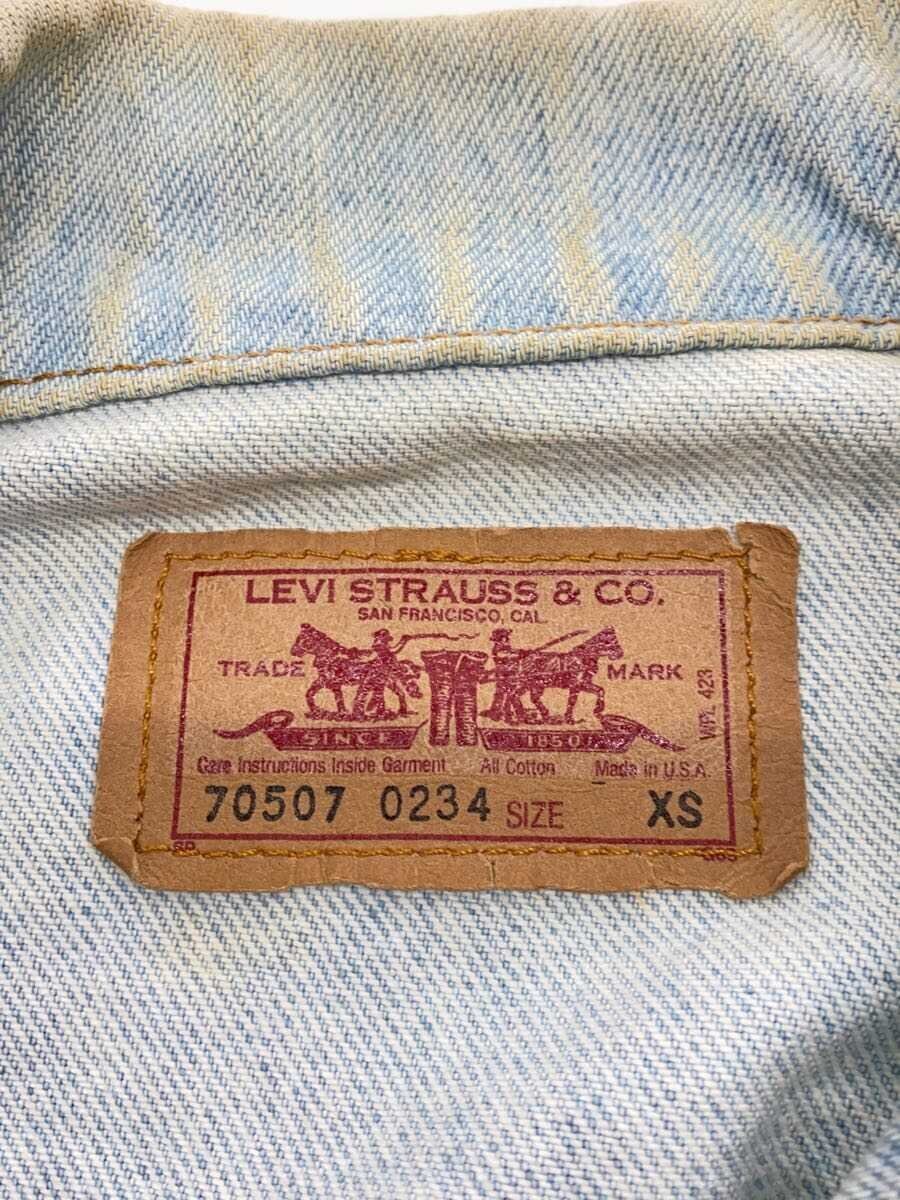 LEVI STRAUSS & CO.
SAN FRANCISCO, CAL.
TRADE MARK
WPL 423
SINCE 1850
Care Instructions Inside Garment All Cotton Made in U.S.A.
70507 0234 SIZE XS